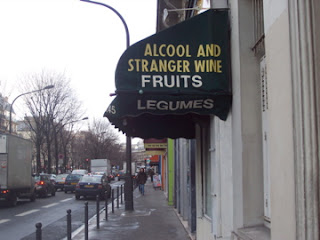 ALCOOL AND
STRANGER WINE
FRUITS
LEGUMES